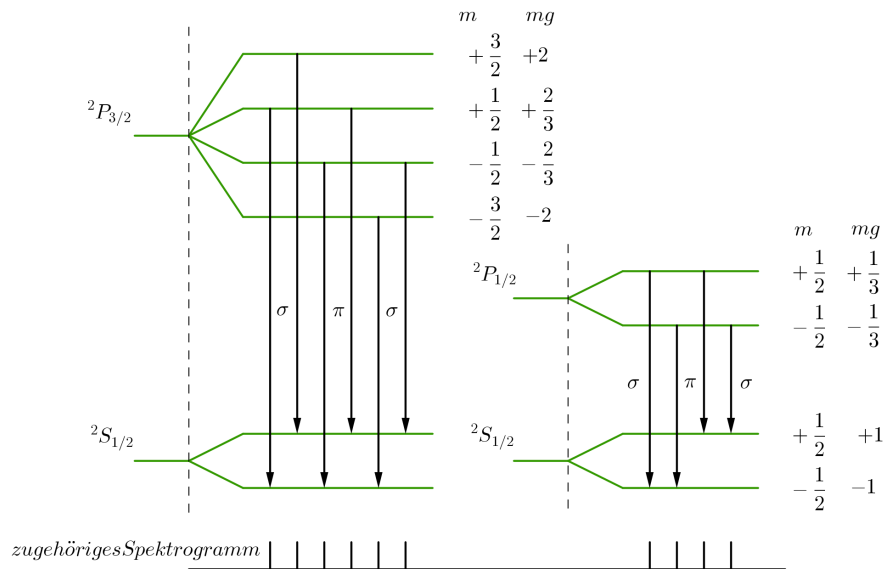 m mg
+3/2 +2
²P₃/₂
+1/2 +2/3
-1/2 -2/3
-3/2 -2
σ π σ
²S₁/₂
m mg
²P₁/₂
+1/2 +1/3
-1/2 -1/3
σ π σ
²S₁/₂
+1/2 +1
-1/2 -1
zugehörigesSpektrogramm